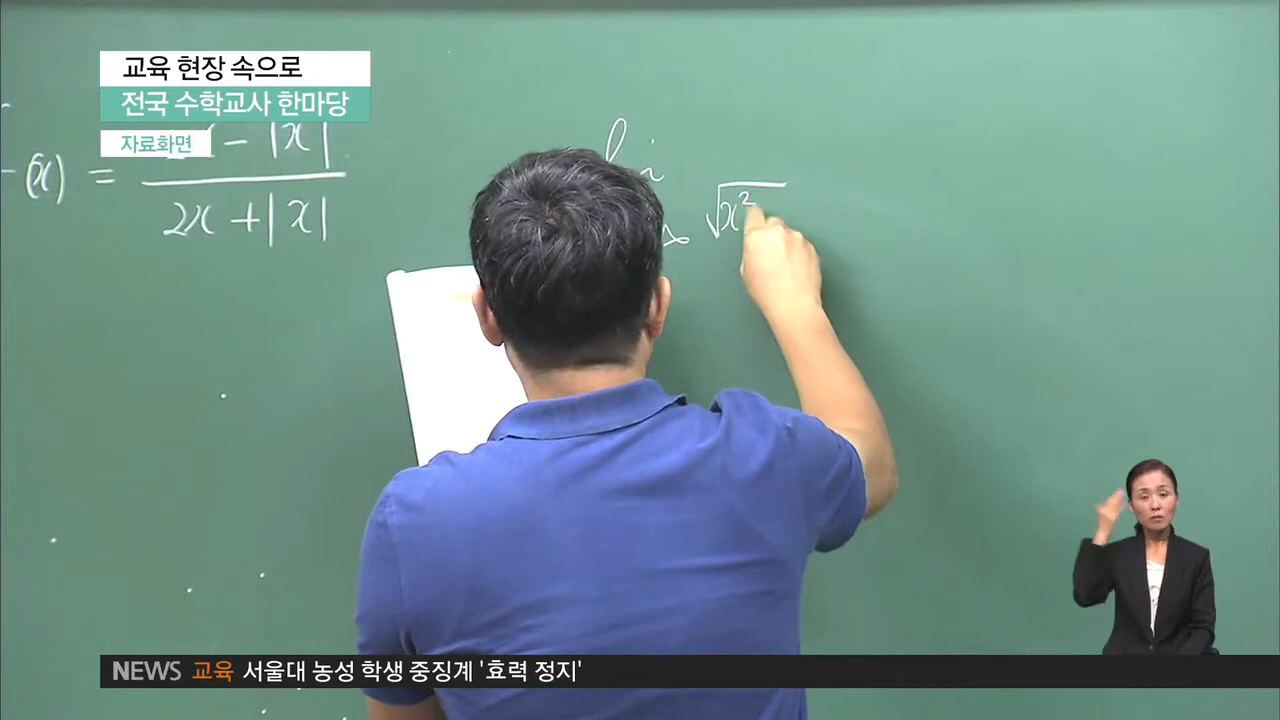 교육 현장 속으로
전국 수학교사 한마당
자료화면
(x) = - |x|
2x + |x|
li
√x²
NEWS 교육 서울대 농성 학생 중징계 '효력 정지'